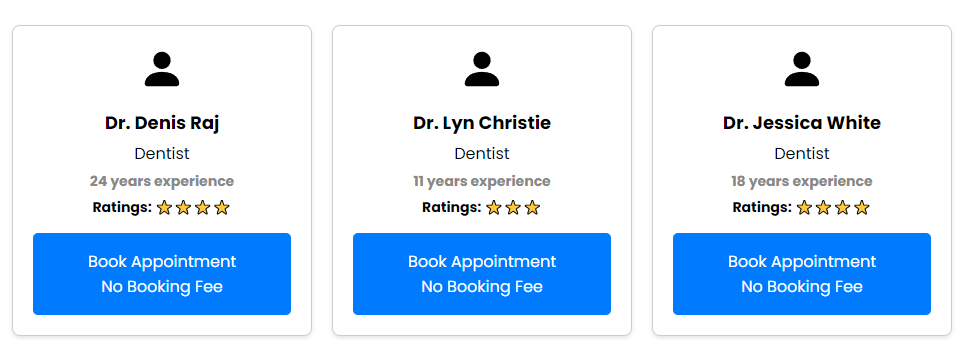 Dr. Denis Raj
Dentist
24 years experience
Ratings: ⭐⭐⭐⭐
Book Appointment
No Booking Fee
Dr. Lyn Christie
Dentist
11 years experience
Ratings: ⭐⭐⭐
Book Appointment
No Booking Fee
Dr. Jessica White
Dentist
18 years experience
Ratings: ⭐⭐⭐⭐
Book Appointment
No Booking Fee